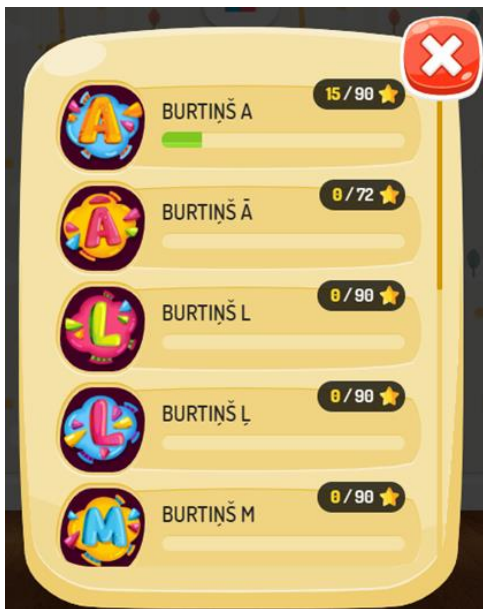 15/90
A
BURTIŅŠ A
0/72
A
BURTIŅŠ Ā
0/90
L
BURTIŅŠ L
0/90
L
BURTIŅŠ Ļ
0/90
M
BURTIŅŠ M